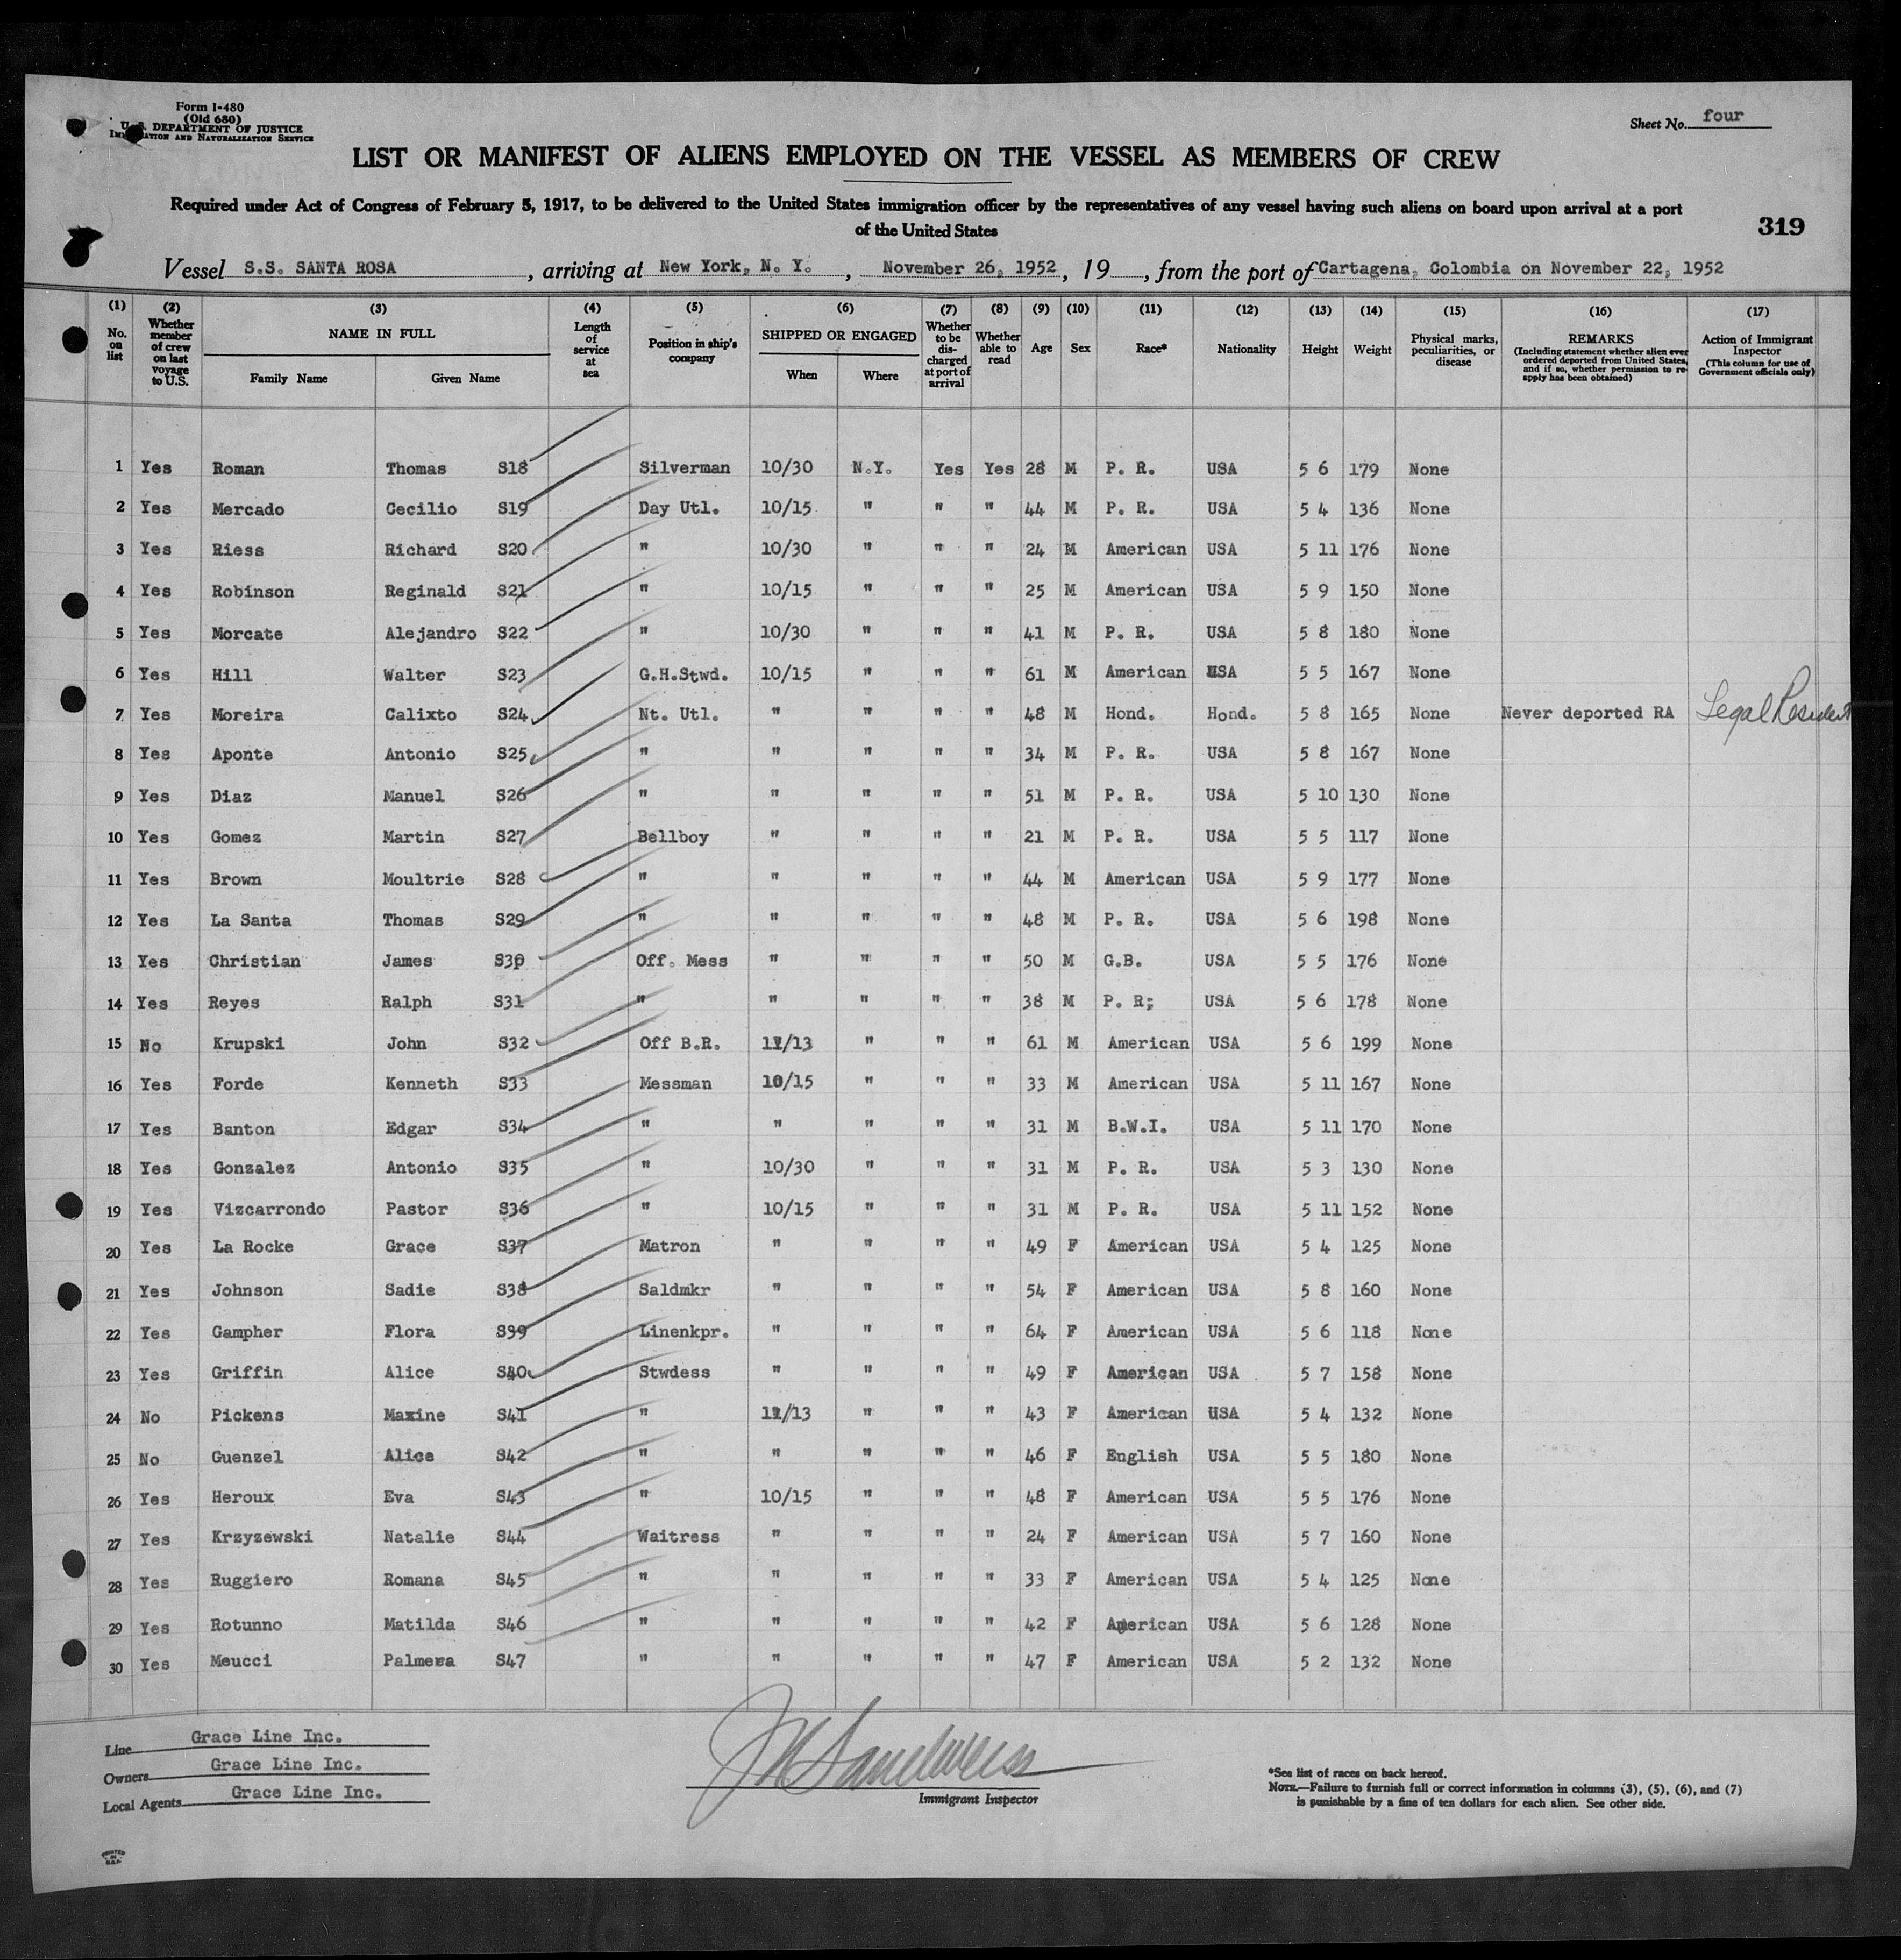 Form I-480
(Old 680)
U. S. DEPARTMENT OF JUSTICE
IMMIGRATION AND NATURALIZATION SERVICE
Sheet No. four
LIST OR MANIFEST OF ALIENS EMPLOYED ON THE VESSEL AS MEMBERS OF CREW
Required under Act of Congress of February 5, 1917, to be delivered to the United States immigration officer by the representatives of any vessel having such aliens on board upon arrival at a port
of the United States
319
Vessel S.S. SANTA ROSA, arriving at New York, N. Y., November 26, 1952, 19, from the port of Cartagena, Colombia on November 22, 1952
(1) No. on list (2) Whether member of crew on last voyage to U.S. (3) NAME IN FULL Family Name Given Name (4) Length of service at sea (5) Position in ship's company (6) SHIPPED OR ENGAGED When Where (7) Whether to be discharged at port of arrival (8) Whether able to read (9) Age (10) Sex (11) Race* (12) Nationality (13) Height (14) Weight (15) Physical marks, peculiarities, or disease (16) REMARKS (Including statement whether alien ever ordered deported from United States, and if so, whether permission to reapply has been obtained) (17) Action of Immigrant Inspector (This column for use of Government officials only)
1 Yes Roman Thomas S18 Silverman 10/30 N.Y. Yes Yes 28 M P. R. USA 5 6 179 None
2 Yes Mercado Cecilio S19 Day Utl. 10/15 " " " 44 M P. R. USA 5 4 136 None
3 Yes Riess Richard S20 " 10/30 " " " 24 M American USA 5 11 176 None
4 Yes Robinson Reginald S21 " 10/15 " " " 25 M American USA 5 9 150 None
5 Yes Morcate Alejandro S22 " 10/30 " " " 41 M P. R. USA 5 8 180 None
6 Yes Hill Walter S23 G.H.Stwd. 10/15 " " " 61 M American USA 5 5 167 None
7 Yes Moreira Calixto S24 Nt. Utl. " " " " 48 M Hond. Hond. 5 8 165 None Never deported RA Legal Resident
8 Yes Aponte Antonio S25 " " " " " 34 M P. R. USA 5 8 167 None
9 Yes Diaz Manuel S26 " " " " " 51 M P. R. USA 5 10 130 None
10 Yes Gomez Martin S27 Bellboy " " " " 21 M P. R. USA 5 5 117 None
11 Yes Brown Moultrie S28 " " " " " 44 M American USA 5 9 177 None
12 Yes La Santa Thomas S29 " " " " " 48 M P. R. USA 5 6 198 None
13 Yes Christian James S30 Off. Mess " " " " 50 M G.B. USA 5 5 176 None
14 Yes Reyes Ralph S31 " " " " " 38 M P. R; USA 5 6 178 None
15 No Krupski John S32 Off B.R. 11/13 " " " 61 M American USA 5 6 199 None
16 Yes Forde Kenneth S33 Messman 10/15 " " " 33 M American USA 5 11 167 None
17 Yes Banton Edgar S34 " " " " " 31 M B.W.I. USA 5 11 170 None
18 Yes Gonzalez Antonio S35 " 10/30 " " " 31 M P. R. USA 5 3 130 None
19 Yes Vizcarrondo Pastor S36 " 10/15 " " " 31 M P. R. USA 5 11 152 None
20 Yes La Rocke Grace S37 Matron " " " " 49 F American USA 5 4 125 None
21 Yes Johnson Sadie S38 Saldmkr " " " " 54 F American USA 5 8 160 None
22 Yes Gampher Flora S39 Linenkpr. " " " " 64 F American USA 5 6 118 None
23 Yes Griffin Alice S40 Stwdess " " " " 49 F American USA 5 7 158 None
24 No Pickens Maxine S41 " 11/13 " " " 43 F American USA 5 4 132 None
25 No Guenzel Alice S42 " " " " " 46 F English USA 5 5 180 None
26 Yes Heroux Eva S43 " 10/15 " " " 48 F American USA 5 5 176 None
27 Yes Krzyzewski Natalie S44 Waitress " " " " 24 F American USA 5 7 160 None
28 Yes Ruggiero Romana S45 " " " " " 33 F American USA 5 4 125 None
29 Yes Rotunno Matilda S46 " " " " " 42 F American USA 5 6 128 None
30 Yes Meucci Palmera S47 " " " " " 47 F American USA 5 2 132 None
Line Grace Line Inc.
Owners Grace Line Inc.
Local Agents Grace Line Inc.
Immigrant Inspector
*See list of races on back hereof.
NOTE.—Failure to furnish full or correct information in columns (3), (5), (6), and (7)
is punishable by a fine of ten dollars for each alien. See other side.
PRINTED
IN
U.S.A.